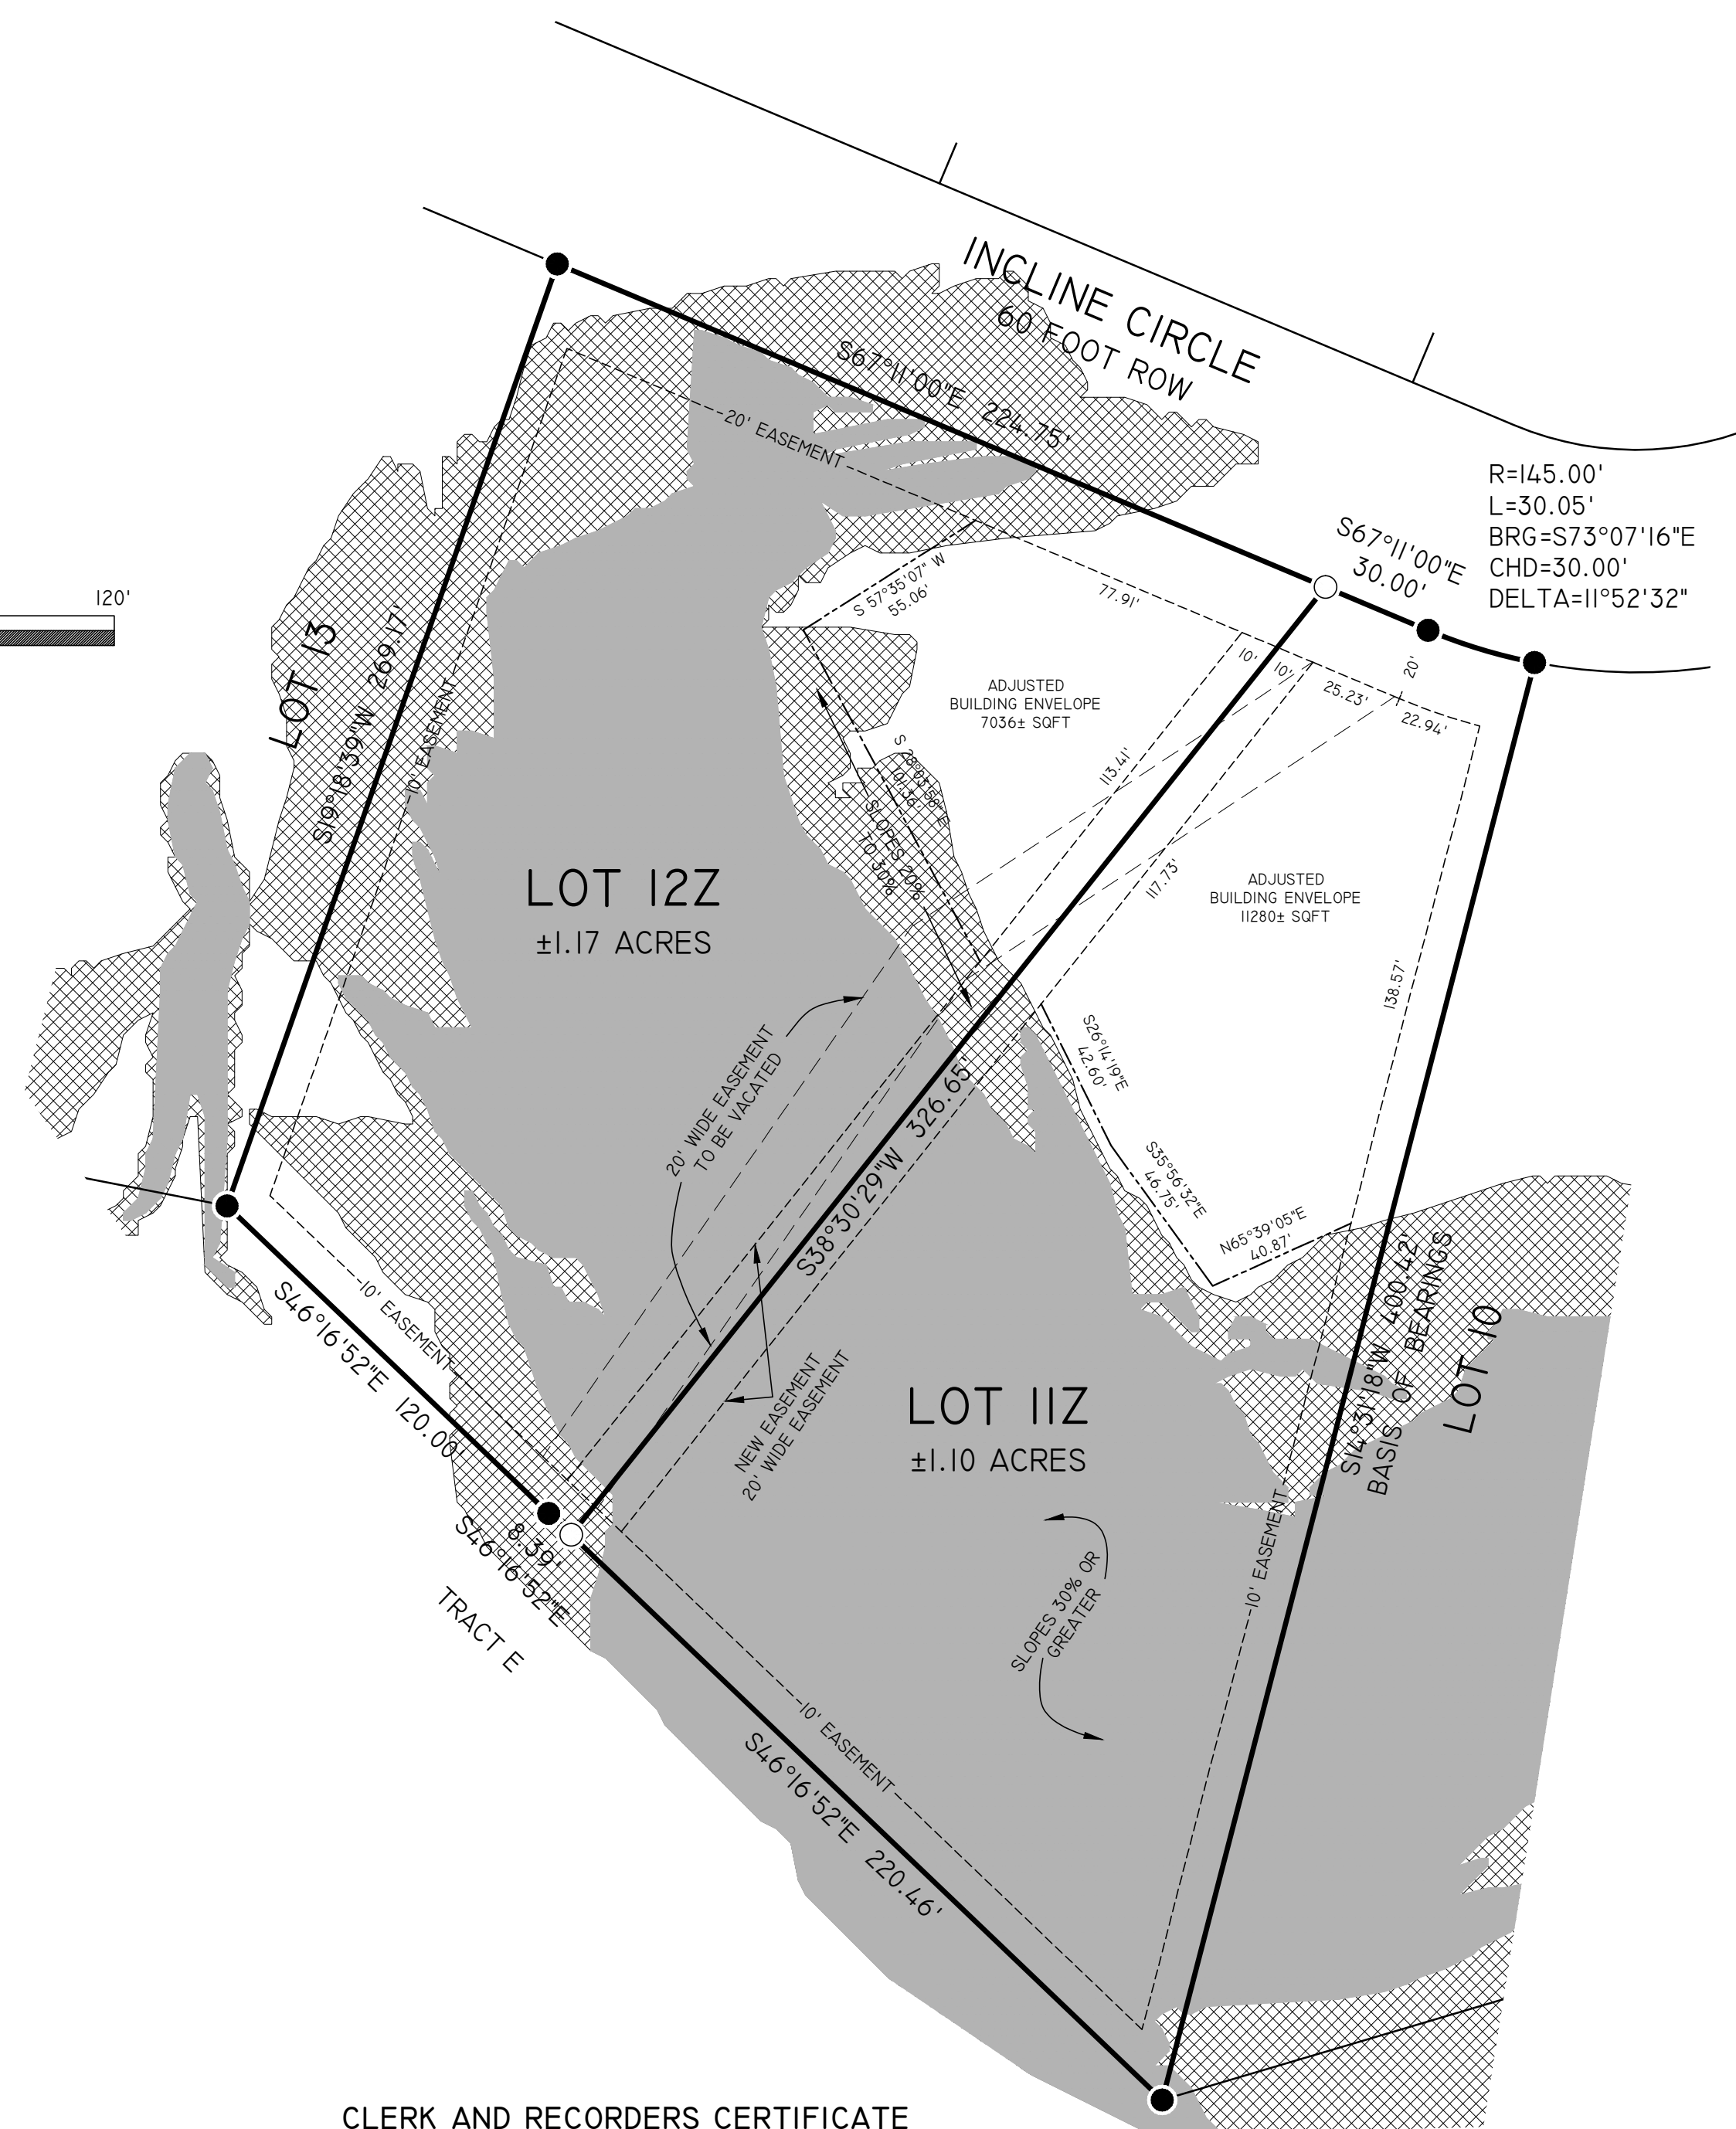 INCLINE CIRCLE
60 FOOT ROW
S67°11'00"E 224.75'
20' EASEMENT
R=145.00'
L=30.05'
BRG=S73°07'16"E
CHD=30.00'
DELTA=11°52'32"
S67°11'00"E
30.00'
120'
LOT 13
S19°18'39"W 269.17'
10' EASEMENT
S 57°35'07" W
55.06'
77.91'
10'
10'
20'
25.23'
22.94'
ADJUSTED
BUILDING ENVELOPE
7036± SQFT
S 28°03'58"E
101.36'
SLOPES 20%
TO 30%
113.41'
117.73'
ADJUSTED
BUILDING ENVELOPE
11280± SQFT
138.57'
LOT 12Z
±1.17 ACRES
20' WIDE EASEMENT
TO BE VACATED
S38°30'29"W 326.65'
S26°14'19"E
42.60'
S35°56'32"E
46.75'
N65°39'05"E
40.87'
S14°31'18"W 400.42'
BASIS OF BEARINGS
LOT 10
10' EASEMENT
S46°16'52"E 120.00'
NEW EASEMENT
20' WIDE EASEMENT
LOT 11Z
±1.10 ACRES
8.39'
S46°16'52"E
TRACT E
SLOPES 30% OR
GREATER
10' EASEMENT
10' EASEMENT
S46°16'52"E 220.46'
CLERK AND RECORDERS CERTIFICATE